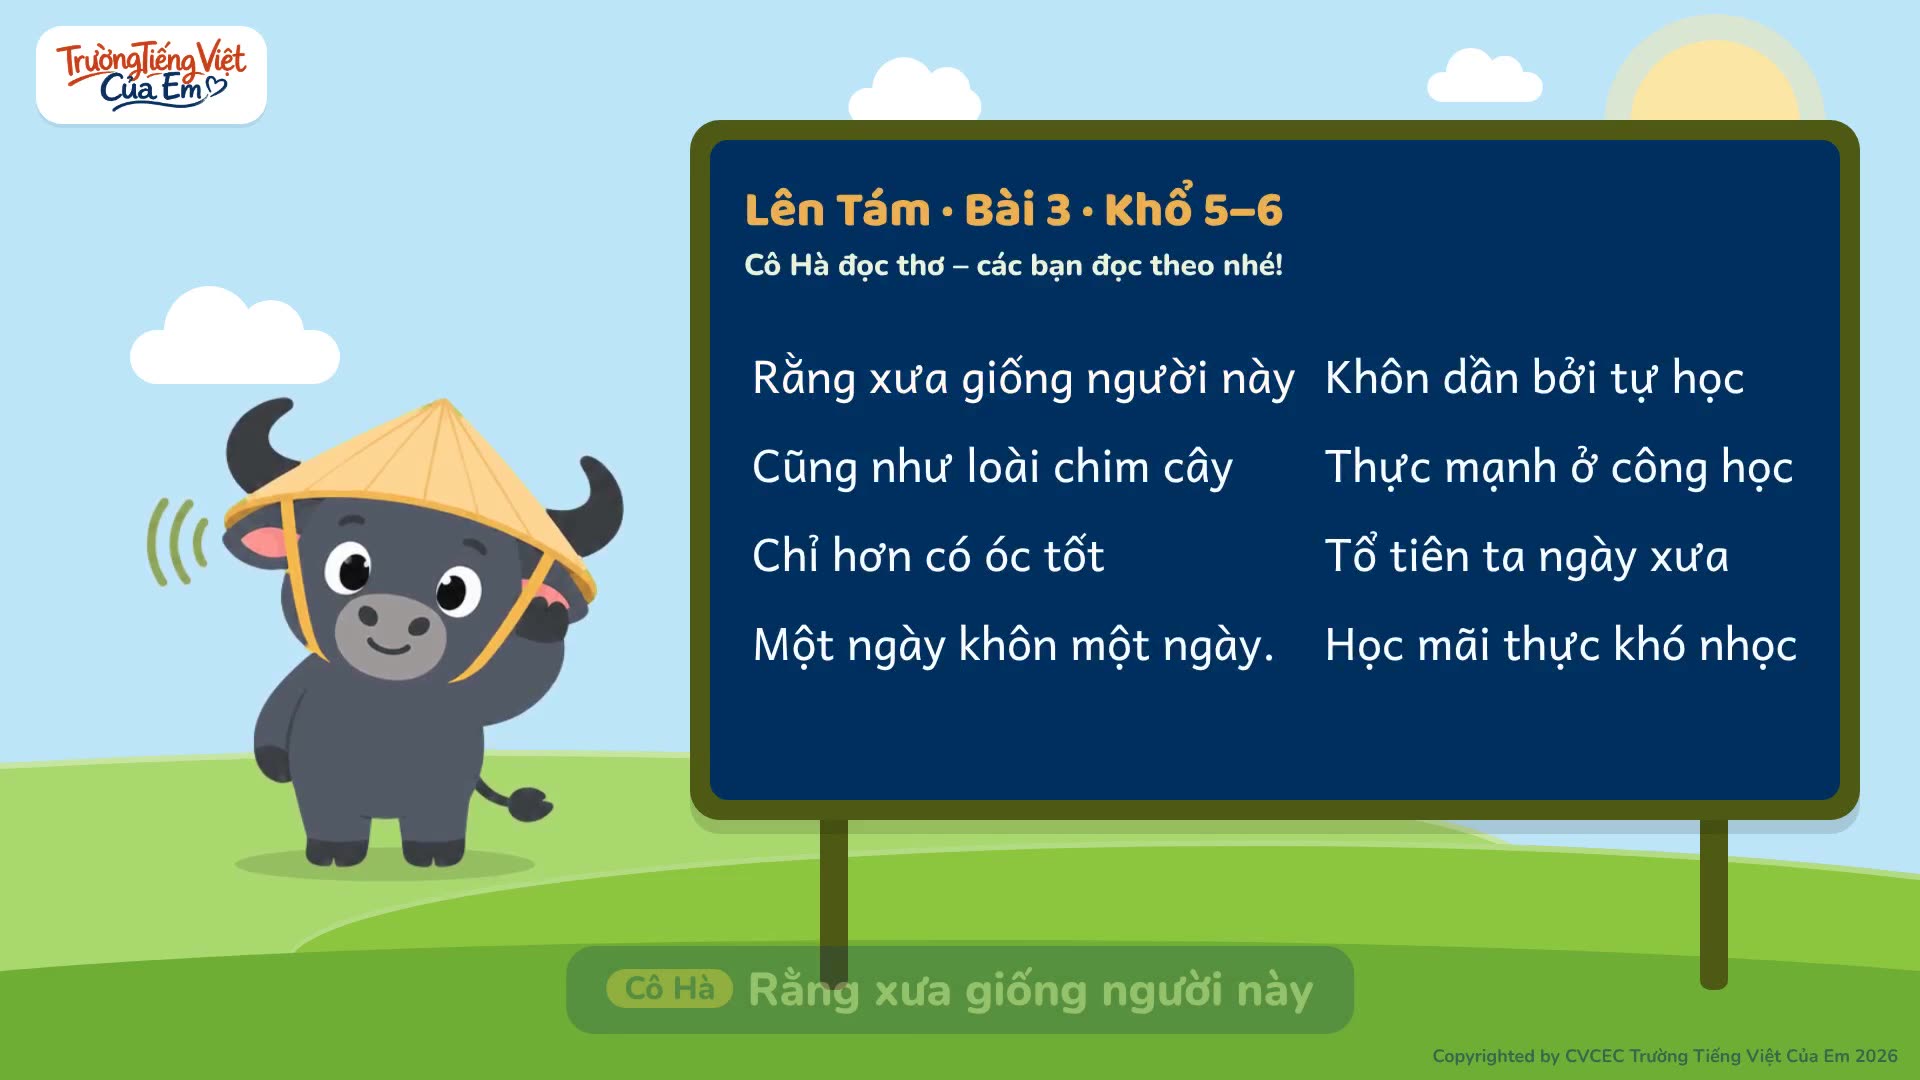 Trường Tiếng Việt
Của Em
Lên Tám · Bài 3 · Khổ 5–6
Cô Hà đọc thơ – các bạn đọc theo nhé!
Rằng xưa giống người này
Cũng như loài chim cây
Chỉ hơn có óc tốt
Một ngày khôn một ngày.
Khôn dần bởi tự học
Thực mạnh ở công học
Tổ tiên ta ngày xưa
Học mãi thực khó nhọc
Cô Hà Rằng xưa giống người này
Copyrighted by CVCEC Trường Tiếng Việt Của Em 2026